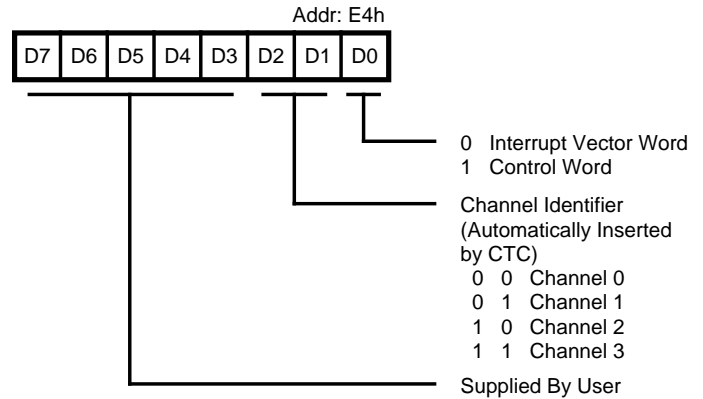 Addr: E4h
D7 D6 D5 D4 D3 D2 D1 D0
0 Interrupt Vector Word
1 Control Word
Channel Identifier
(Automatically Inserted
by CTC)
0 0 Channel 0
0 1 Channel 1
1 0 Channel 2
1 1 Channel 3
Supplied By User